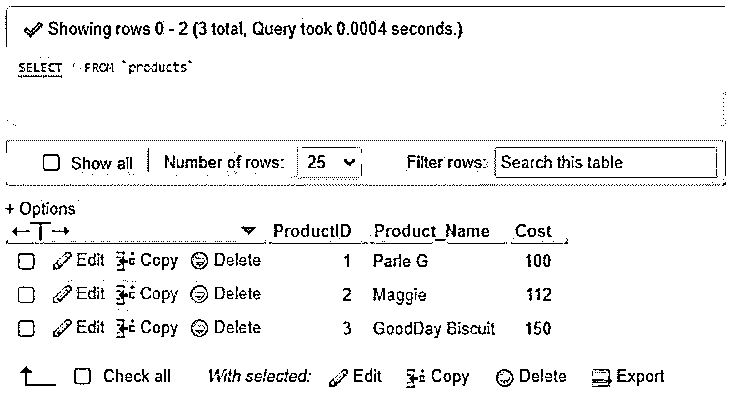 Showing rows 0 - 2 (3 total, Query took 0.0004 seconds.)
SELECT * FROM `products`
Show all Number of rows: 25 Filter rows: Search this table
+ Options
←T→ ProductID Product_Name Cost
Edit Copy Delete 1 Parle G 100
Edit Copy Delete 2 Maggie 112
Edit Copy Delete 3 GoodDay Biscuit 150
Check all With selected: Edit Copy Delete Export